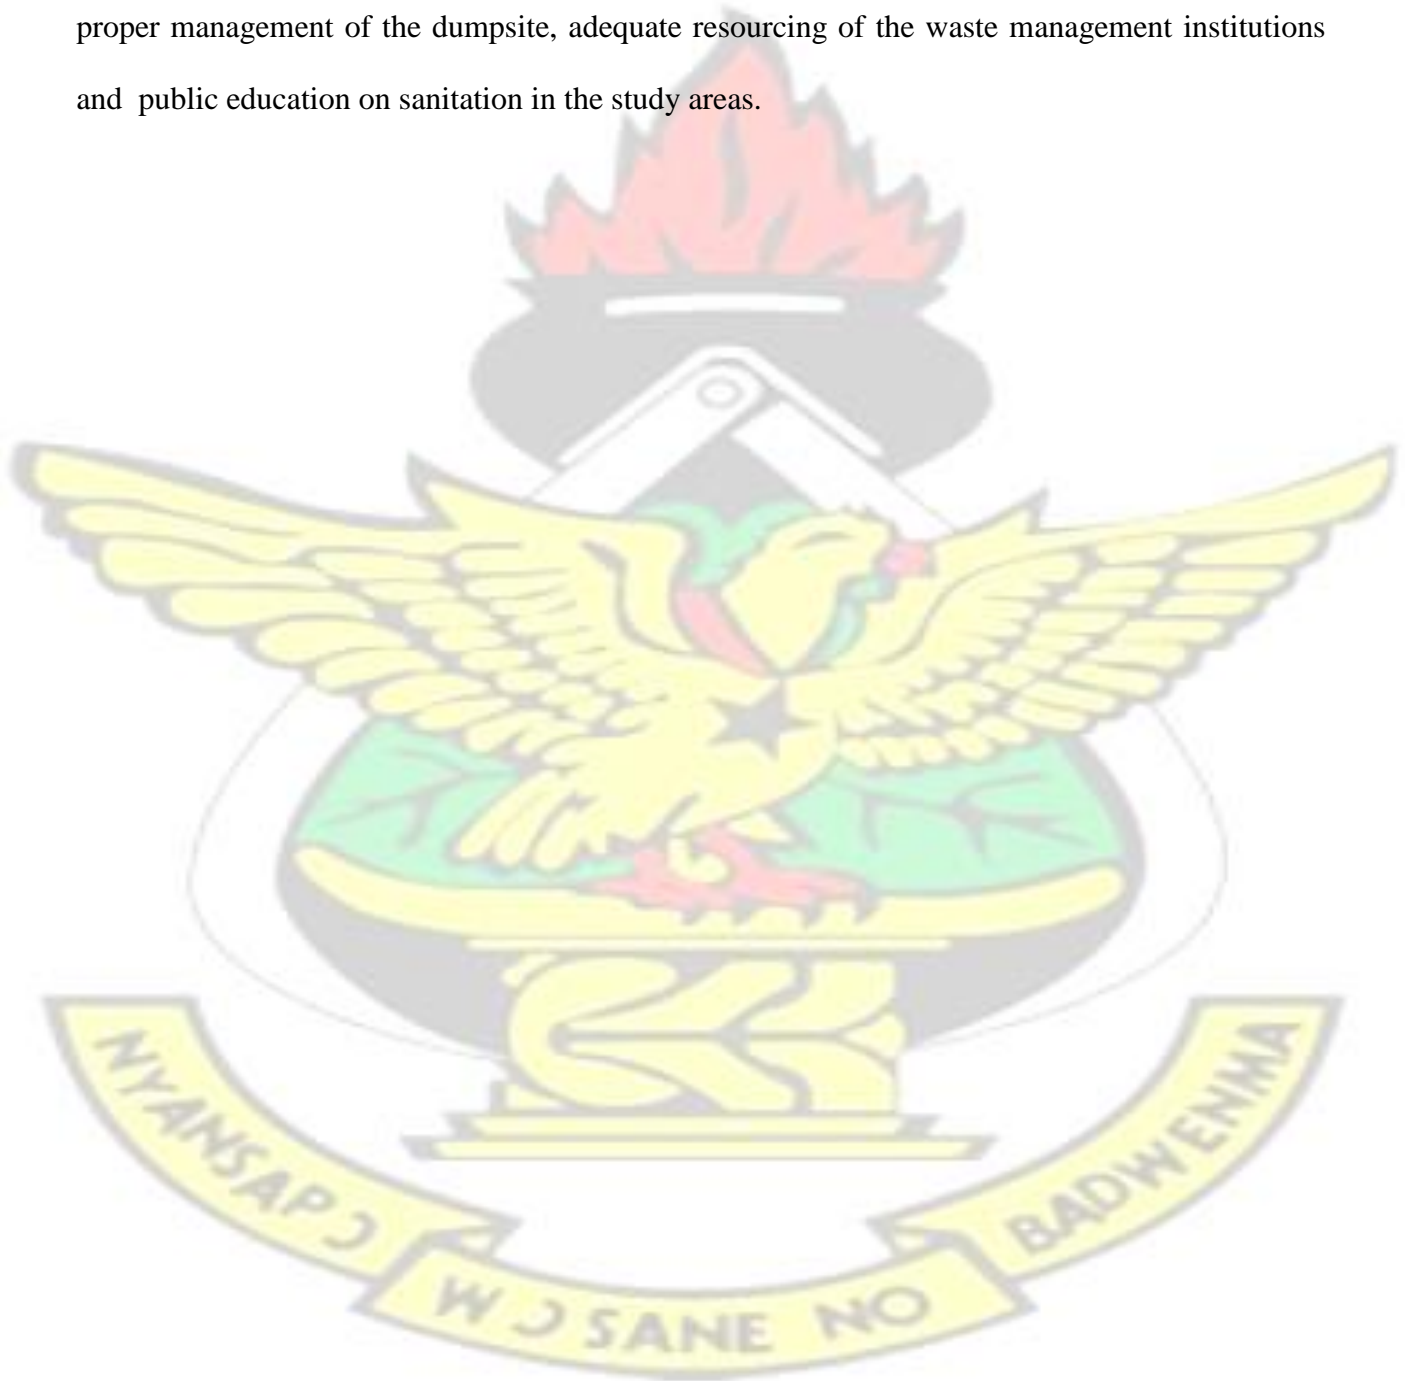 proper management of the dumpsite, adequate resourcing of the waste management institutions
and  public education on sanitation in the study areas.
NYANSAPƆ
WƆSANE NO
BADWENMA